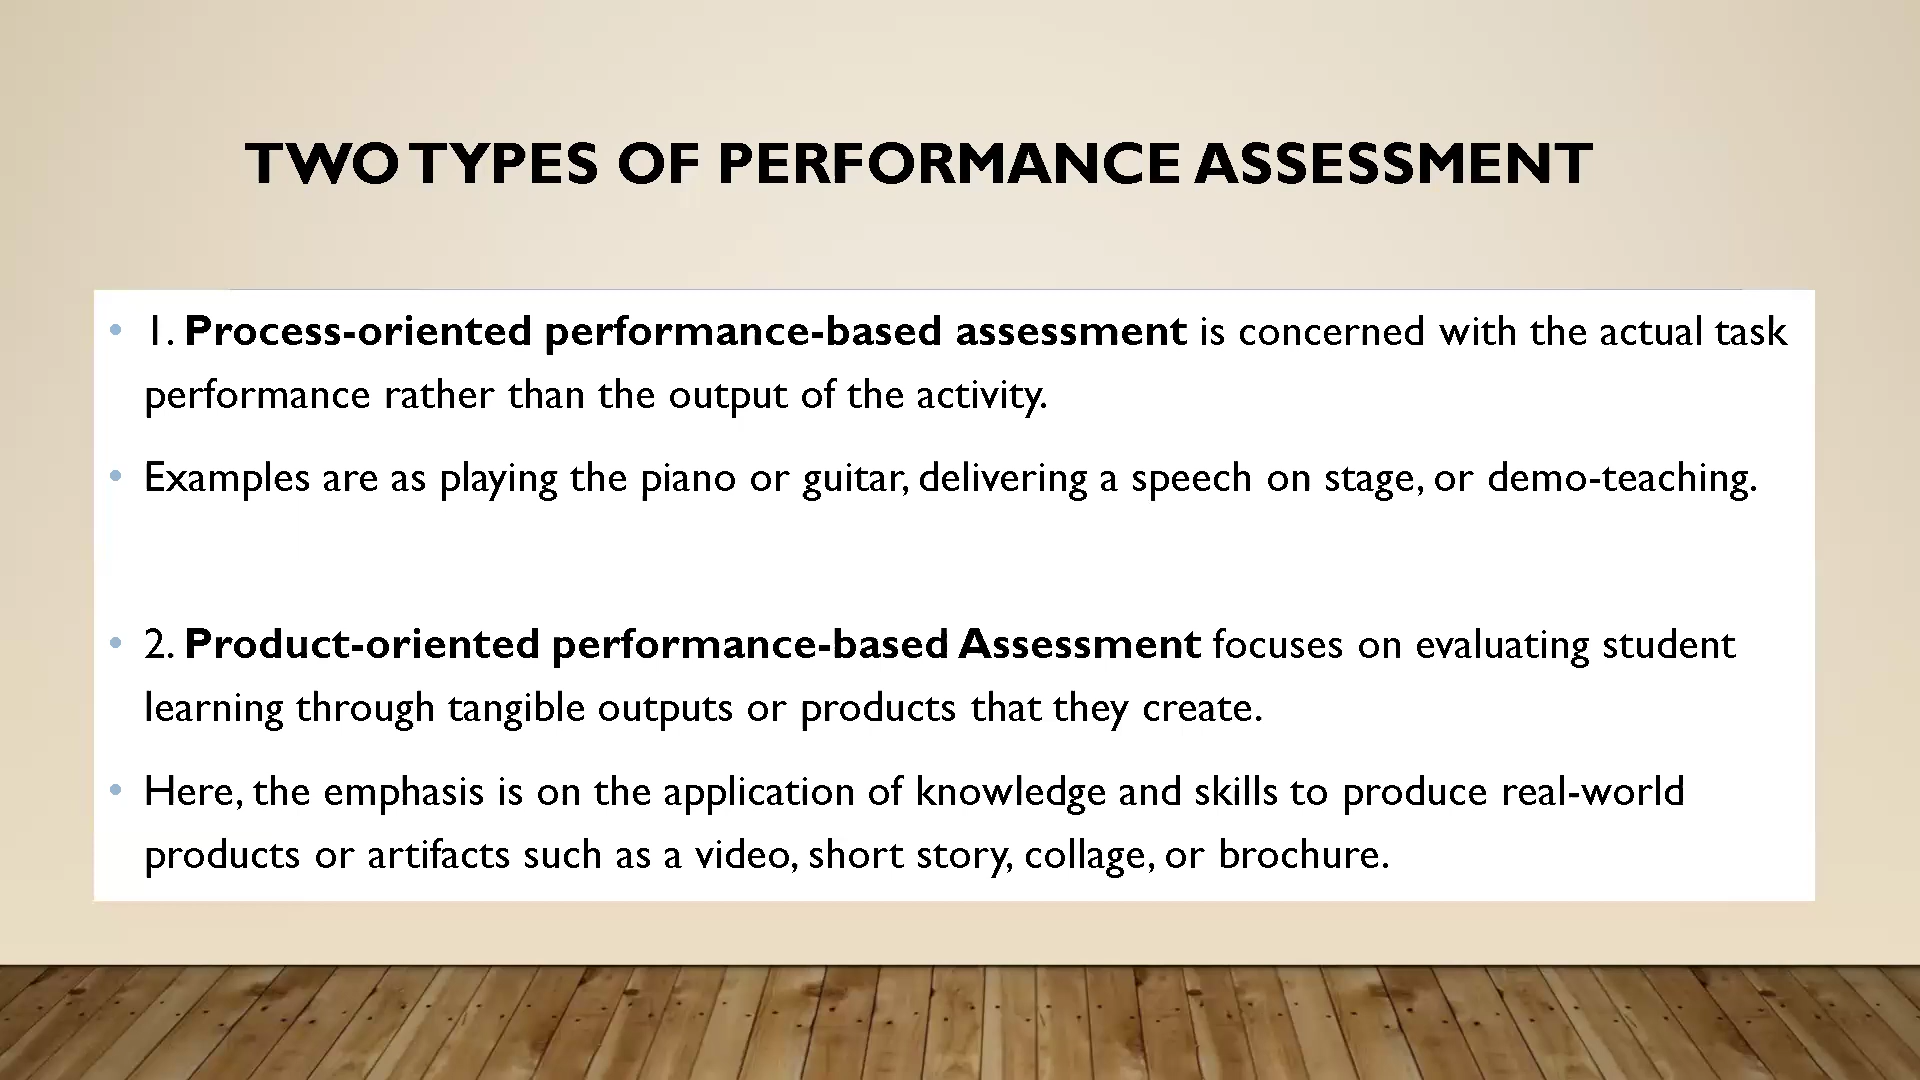 TWO TYPES OF PERFORMANCE ASSESSMENT
• 1. Process-oriented performance-based assessment is concerned with the actual task
performance rather than the output of the activity.
• Examples are as playing the piano or guitar, delivering a speech on stage, or demo-teaching.
• 2. Product-oriented performance-based Assessment focuses on evaluating student
learning through tangible outputs or products that they create.
• Here, the emphasis is on the application of knowledge and skills to produce real-world
products or artifacts such as a video, short story, collage, or brochure.